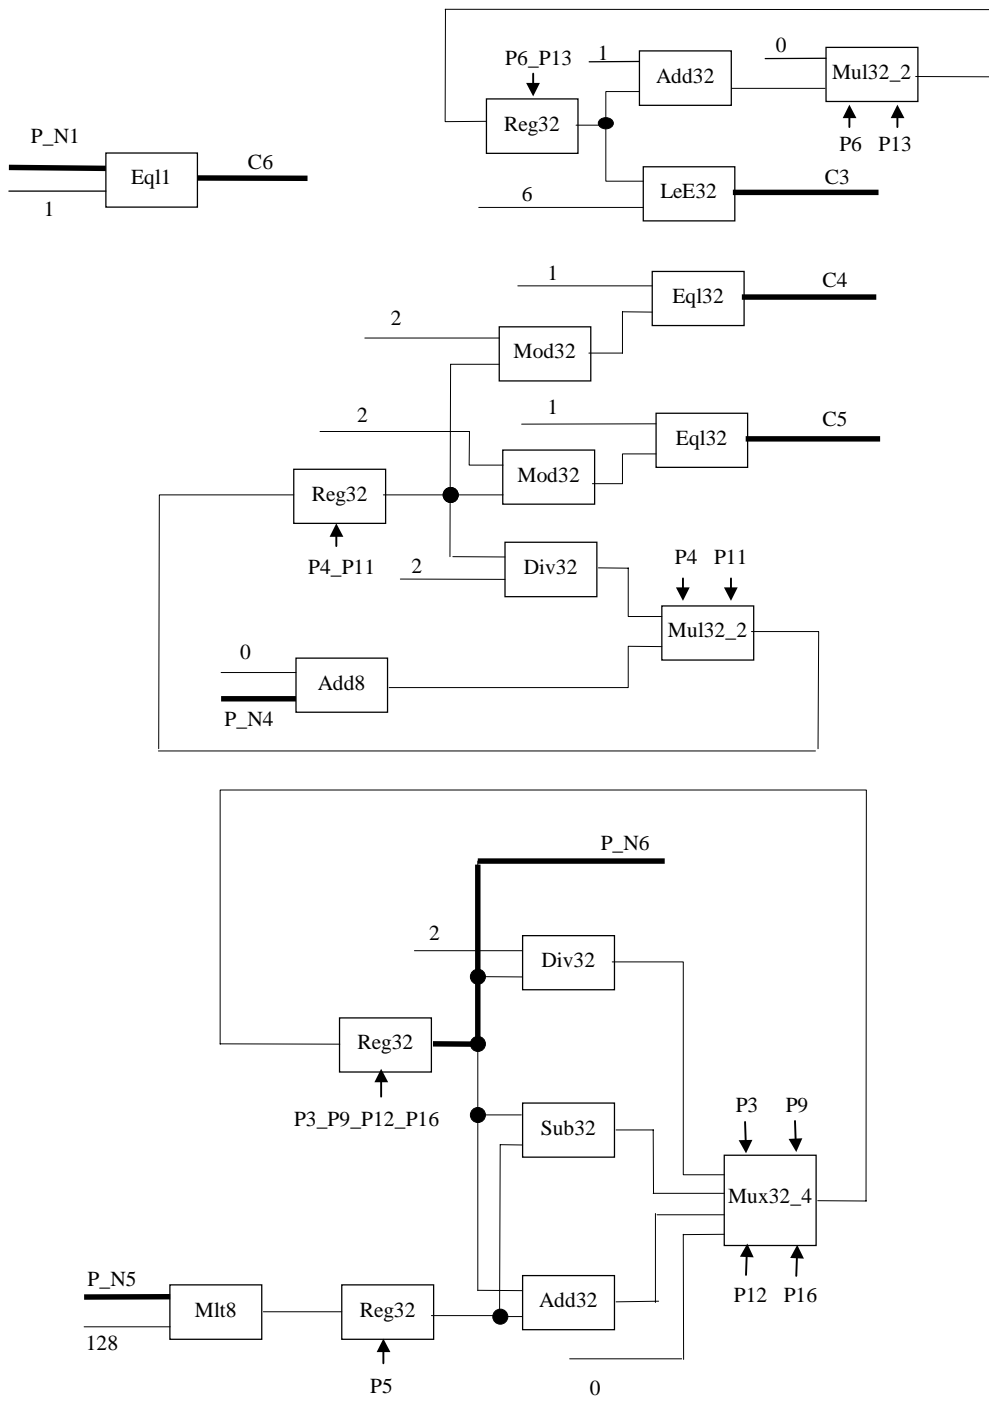 0
1
P6_P13
Add32
Mul32_2
Reg32
P_N1
P6 P13
C6
Eql1
C3
LeE32
6
1
1
C4
Eql32
2
Mod32
2
1
C5
Eql32
Mod32
Reg32
P4 P11
Div32
P4_P11
2
Mul32_2
0
Add8
P_N4
P_N6
2
Div32
Reg32
P3 P9
P3_P9_P12_P16
Sub32
Mux32_4
P_N5
P12 P16
Mlt8
Reg32
Add32
128
P5
0